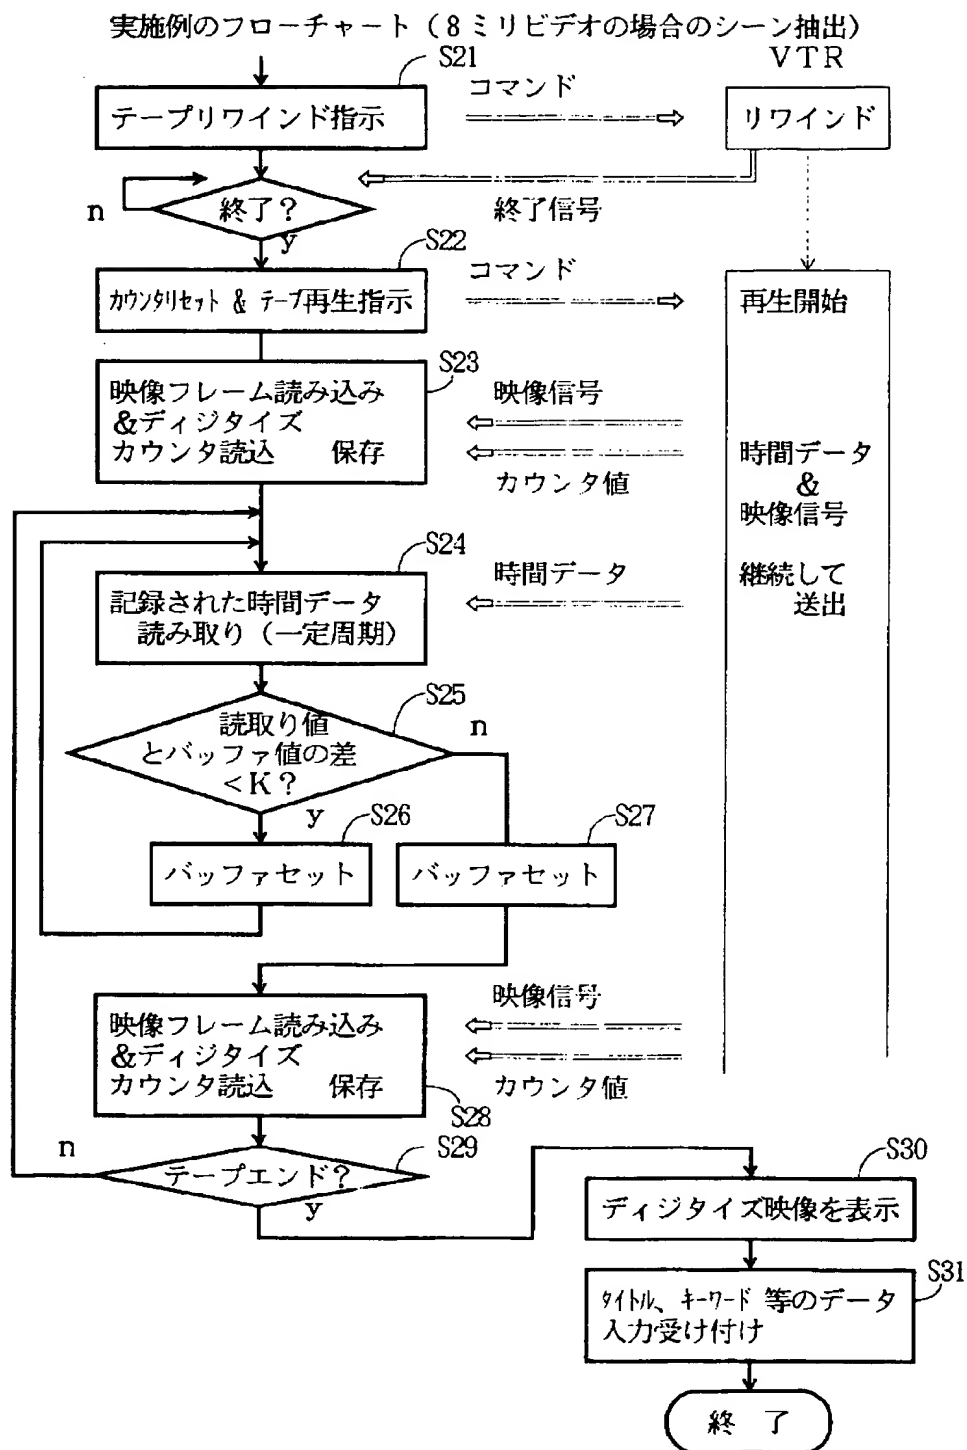 実施例のフローチャート（8ミリビデオの場合のシーン抽出）
VTR
S21
テープリワインド指示
コマンド
リワインド
終了？
n
y
終了信号
S22
カウンタリセット & テープ再生指示
コマンド
再生開始
S23
映像フレーム読み込み
&ディジタイズ
カウンタ読込 保存
映像信号
カウンタ値
時間データ
&
映像信号
S24
記録された時間データ
読み取り（一定周期）
時間データ
継続して
送出
S25
読取り値
とバッファ値の差
<K？
n
y
S26
バッファセット
S27
バッファセット
映像フレーム読み込み
&ディジタイズ
カウンタ読込 保存
S28
映像信号
カウンタ値
n
S29
テープエンド？
y
S30
ディジタイズ映像を表示
S31
タイトル、キーワード 等のデータ
入力受け付け
終 了